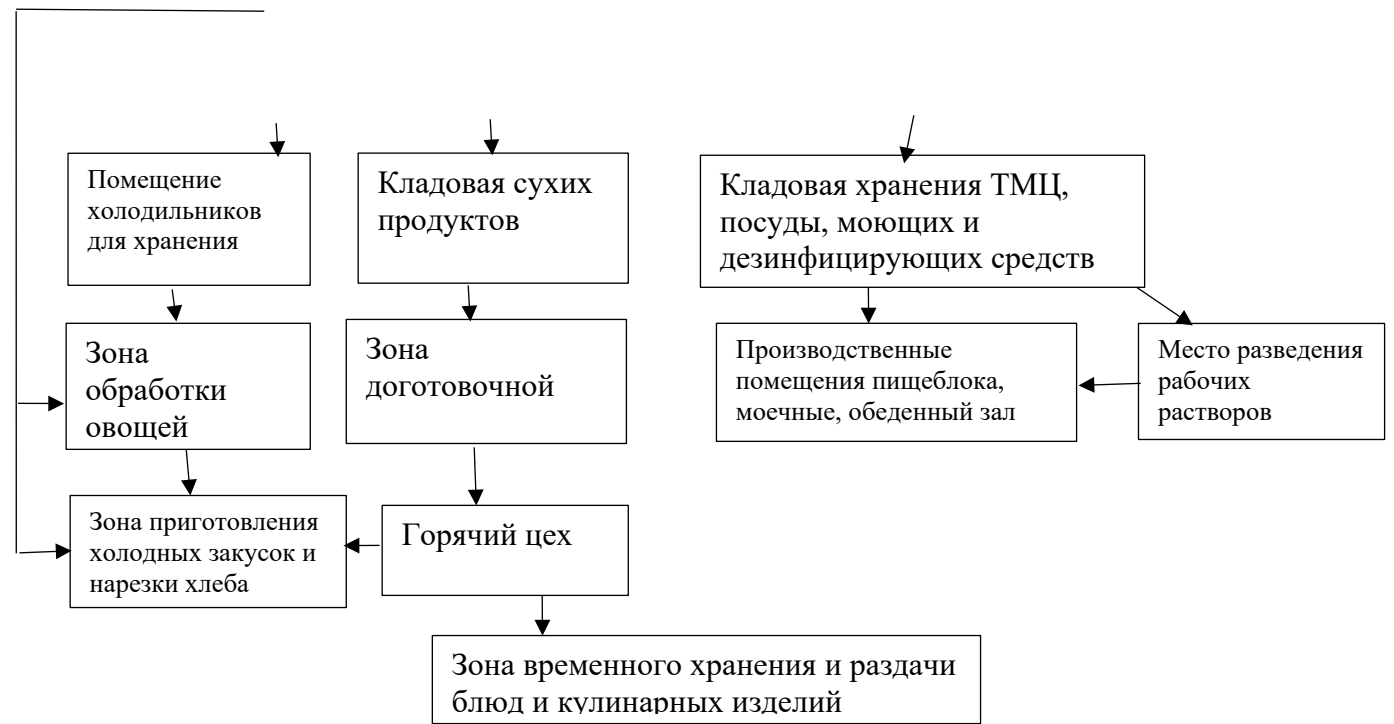 Помещение
холодильников
для хранения
Кладовая сухих
продуктов
Кладовая хранения ТМЦ,
посуды, моющих и
дезинфицирующих средств
Зона
обработки
овощей
Зона
доготовочной
Производственные
помещения пищеблока,
моечные, обеденный зал
Место разведения
рабочих
растворов
Зона приготовления
холодных закусок и
нарезки хлеба
Горячий цех
Зона временного хранения и раздачи
блюд и кулинарных изделий